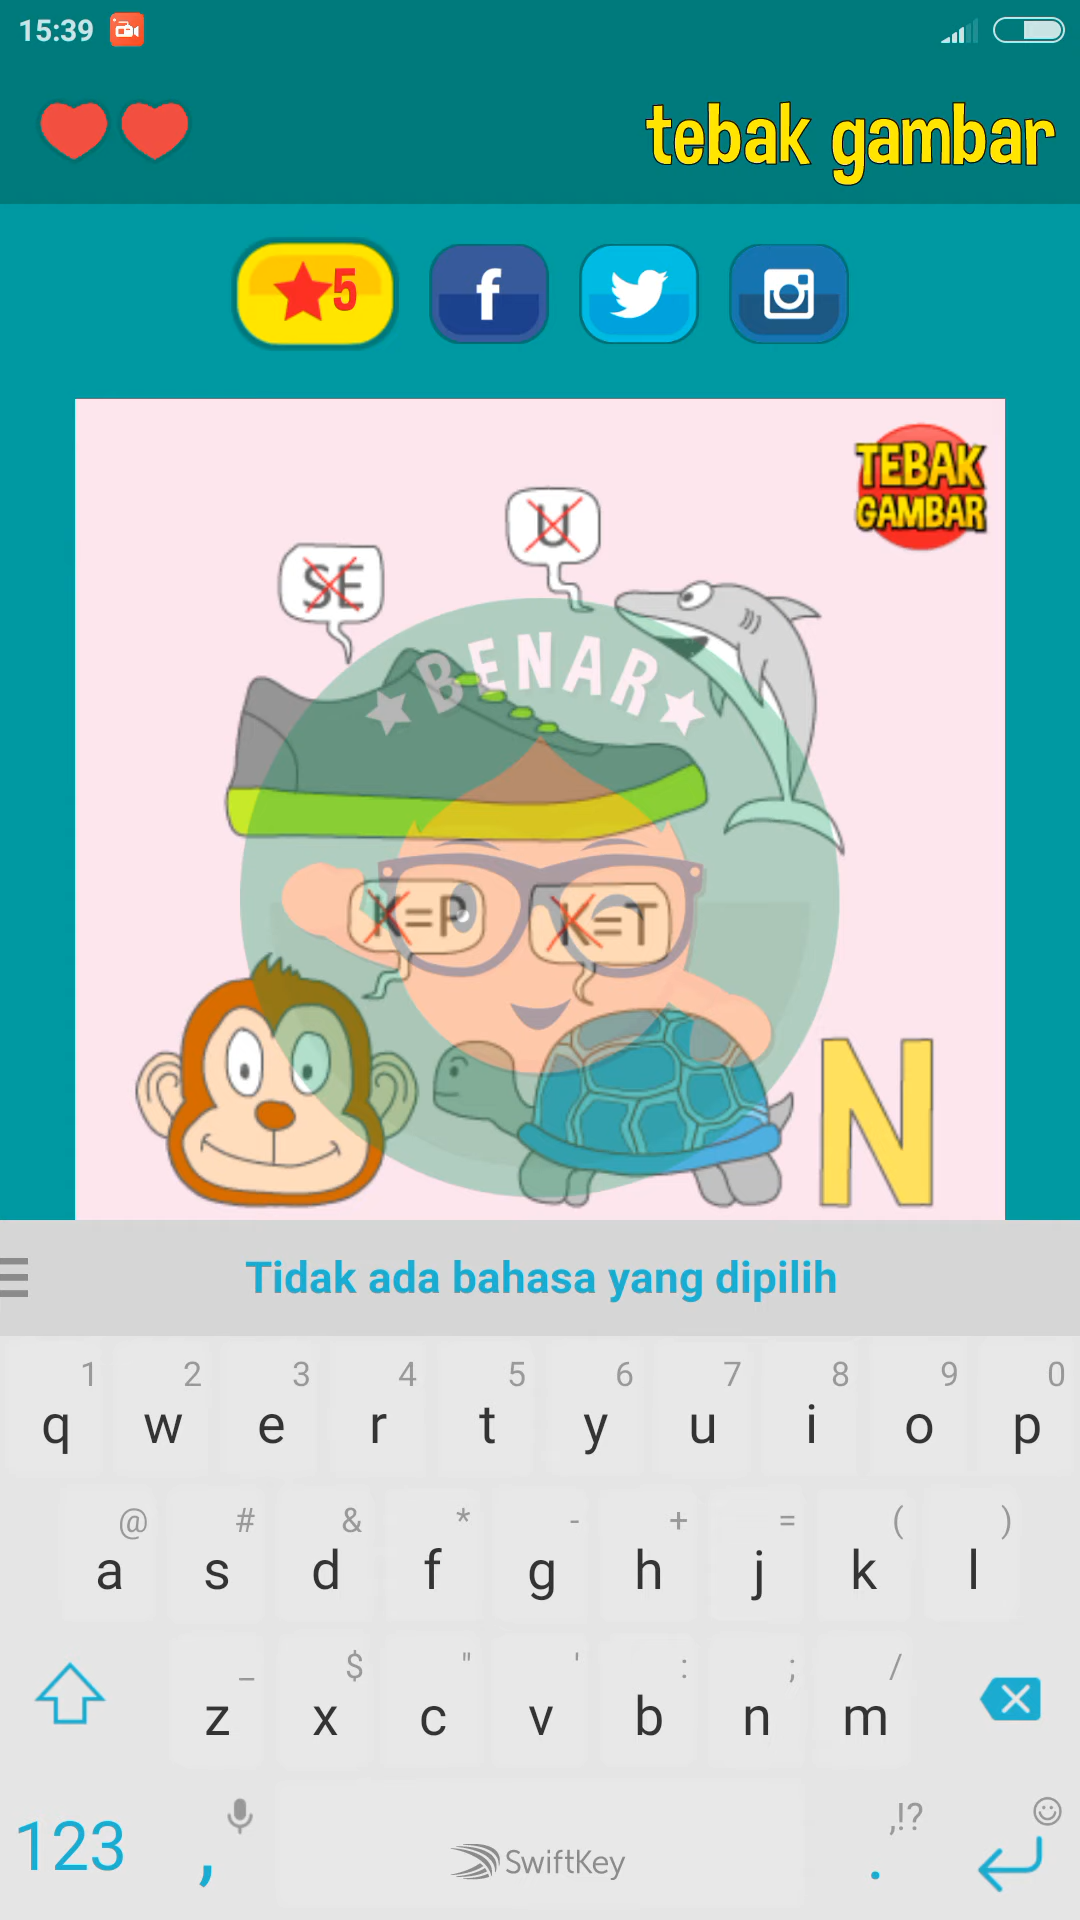 15:39
tebak gambar
5
f
TEBAK
GAMBAR
U
SE
BENAR
K=P
K=T
N
Tidak ada bahasa yang dipilih
1 2 3 4 5 6 7 8 9 0
q w e r t y u i o p
@ # & * - + = ( )
a s d f g h j k l
_ $ " ' : ; /
z x c v b n m
,!?
123 , SwiftKey .